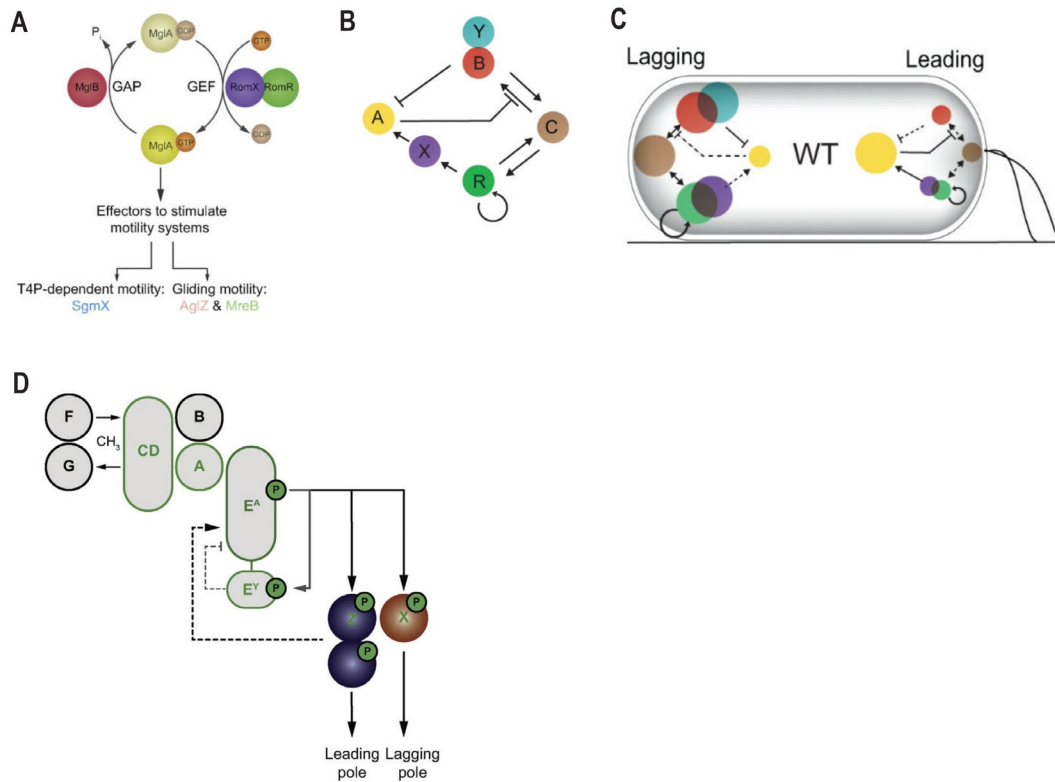 A
P i
MglA GDP
GTP
MglB GAP GEF RomX RomR
MglA GTP
GDP
Effectors to stimulate
motility systems
T4P-dependent motility: Gliding motility:
SgmX AglZ & MreB
B
Y
B
A
C
X
R
C
Lagging Leading
WT
D
F
CH3
G
CD
B
A
E^A
P
E^Y
P
Z
P
X
P
P
Leading
pole
Lagging
pole